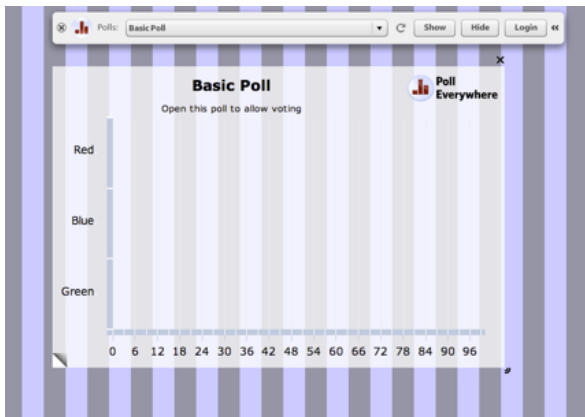 Polls: Basic Poll Show Hide Login «
Basic Poll
Poll
Everywhere
Open this poll to allow voting
Red
Blue
Green
0 6 12 18 24 30 36 42 48 54 60 66 72 78 84 90 96